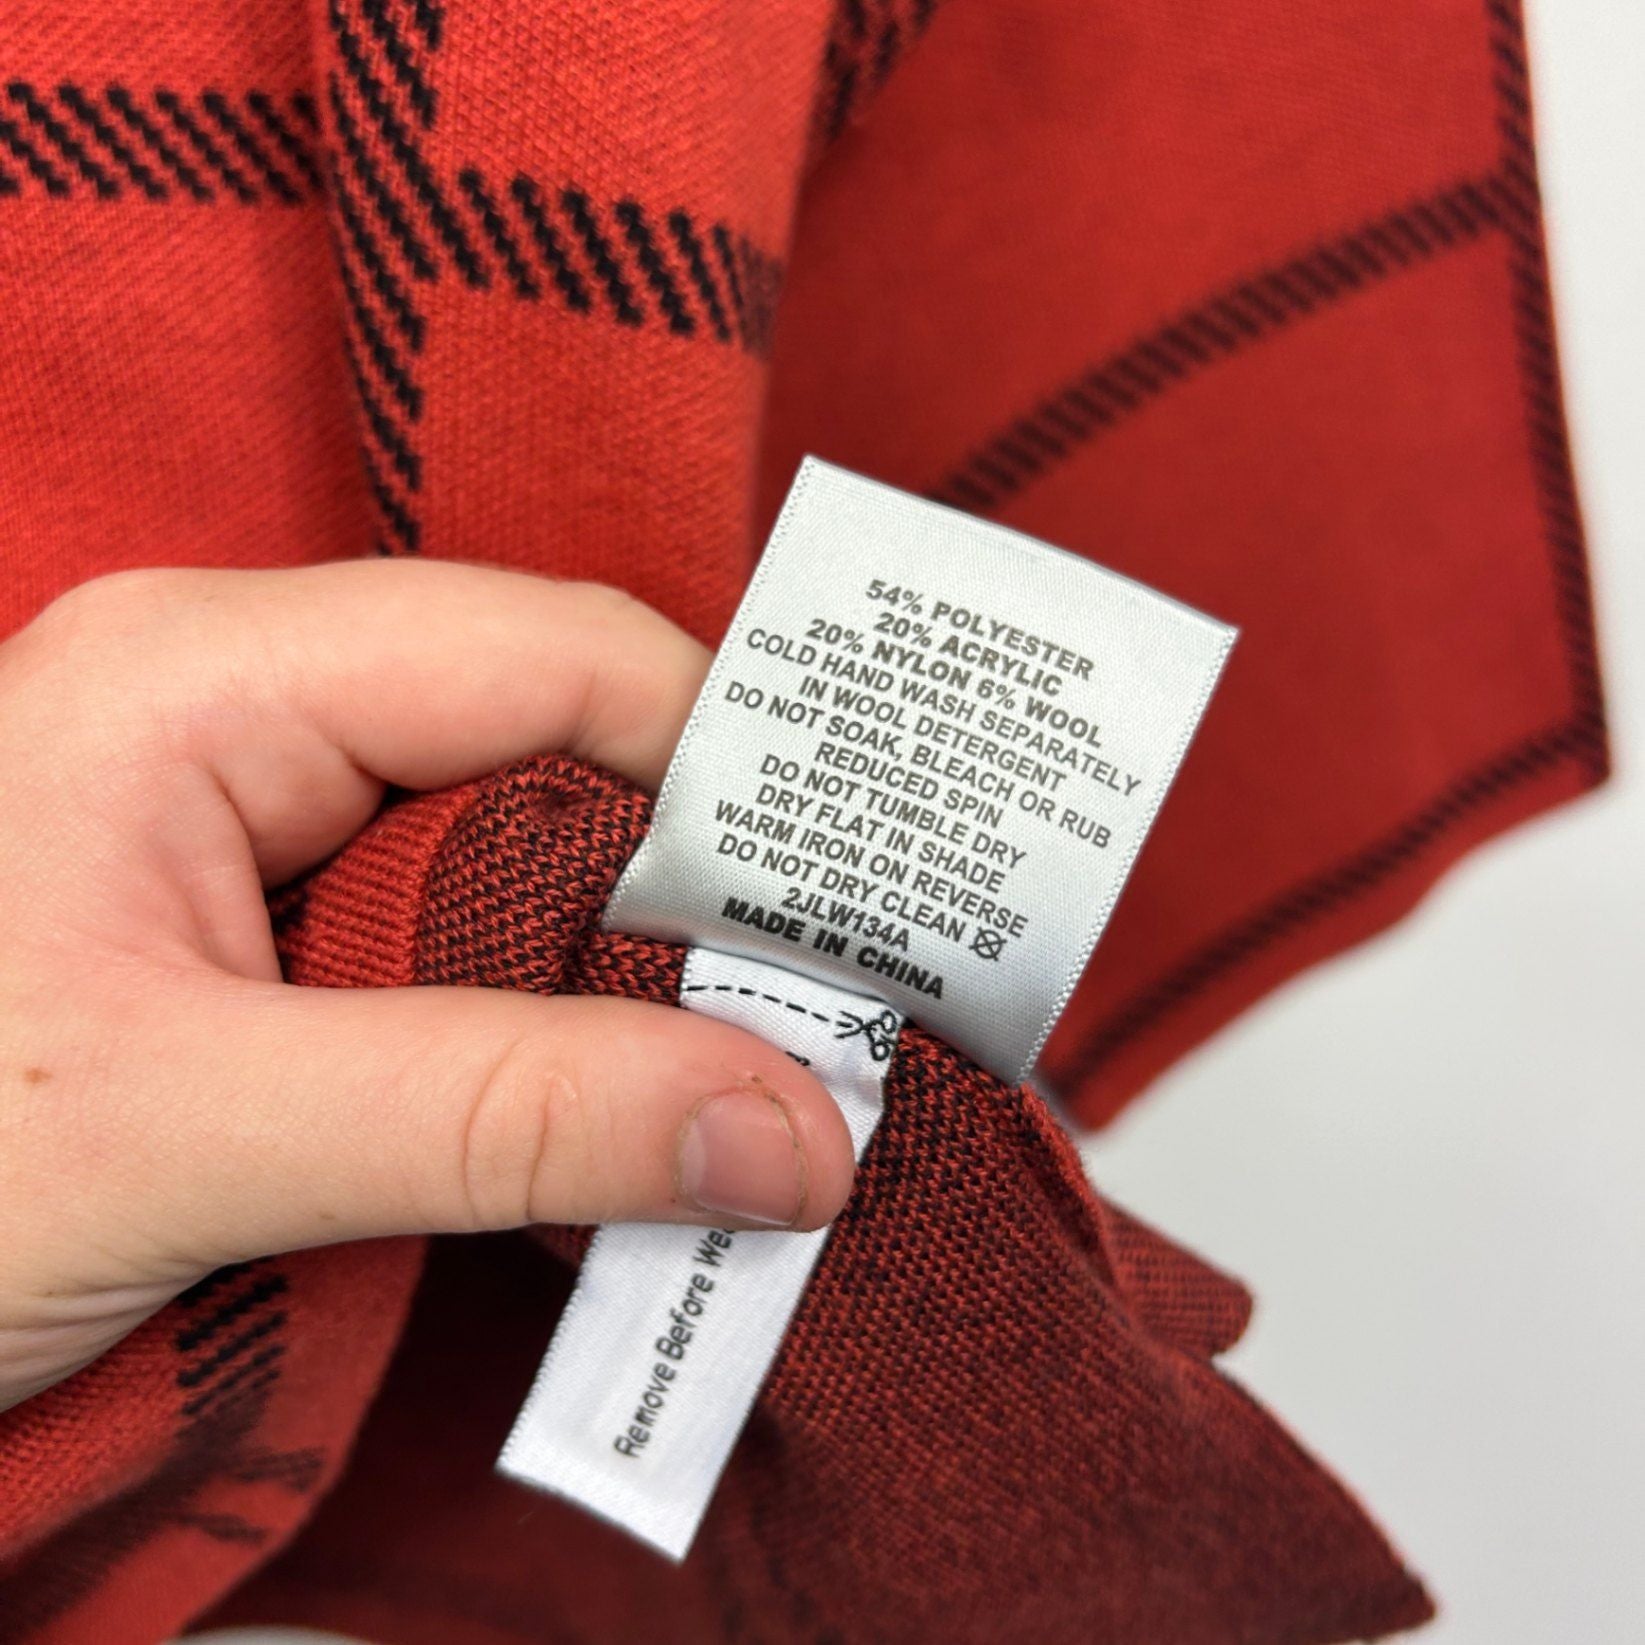 54% POLYESTER
20% ACRYLIC
20% NYLON 6% WOOL
COLD HAND WASH SEPARATELY
IN WOOL DETERGENT
DO NOT SOAK, BLEACH OR RUB
REDUCED SPIN
DO NOT TUMBLE DRY
DRY FLAT IN SHADE
WARM IRON ON REVERSE
DO NOT DRY CLEAN
2JLW134A
MADE IN CHINA
Remove Before